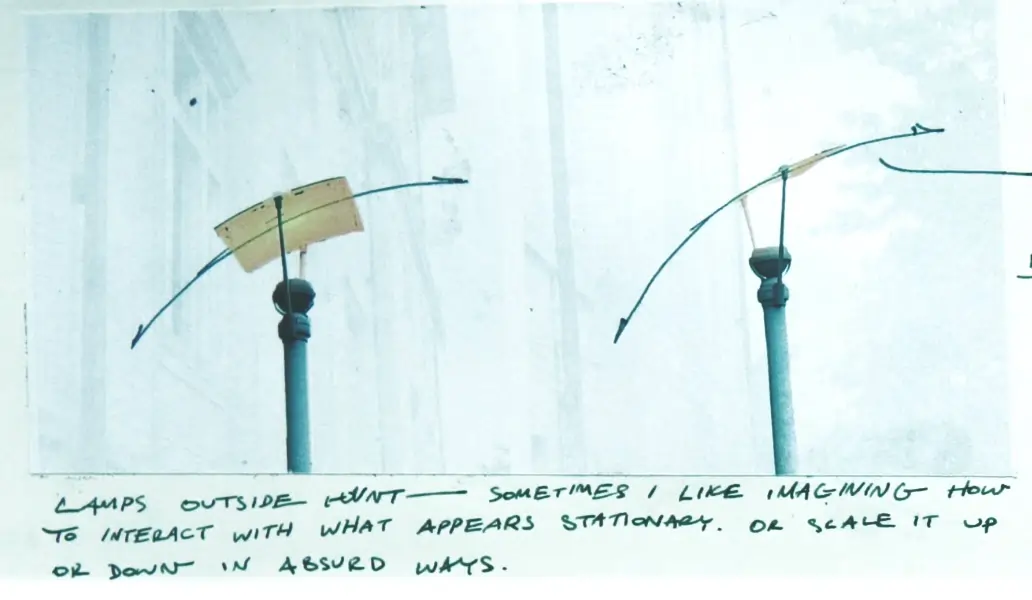 LAMPS OUTSIDE HUNT — SOMETIMES I LIKE IMAGINING HOW
TO INTERACT WITH WHAT APPEARS STATIONARY. OR SCALE IT UP
OR DOWN IN ABSURD WAYS.